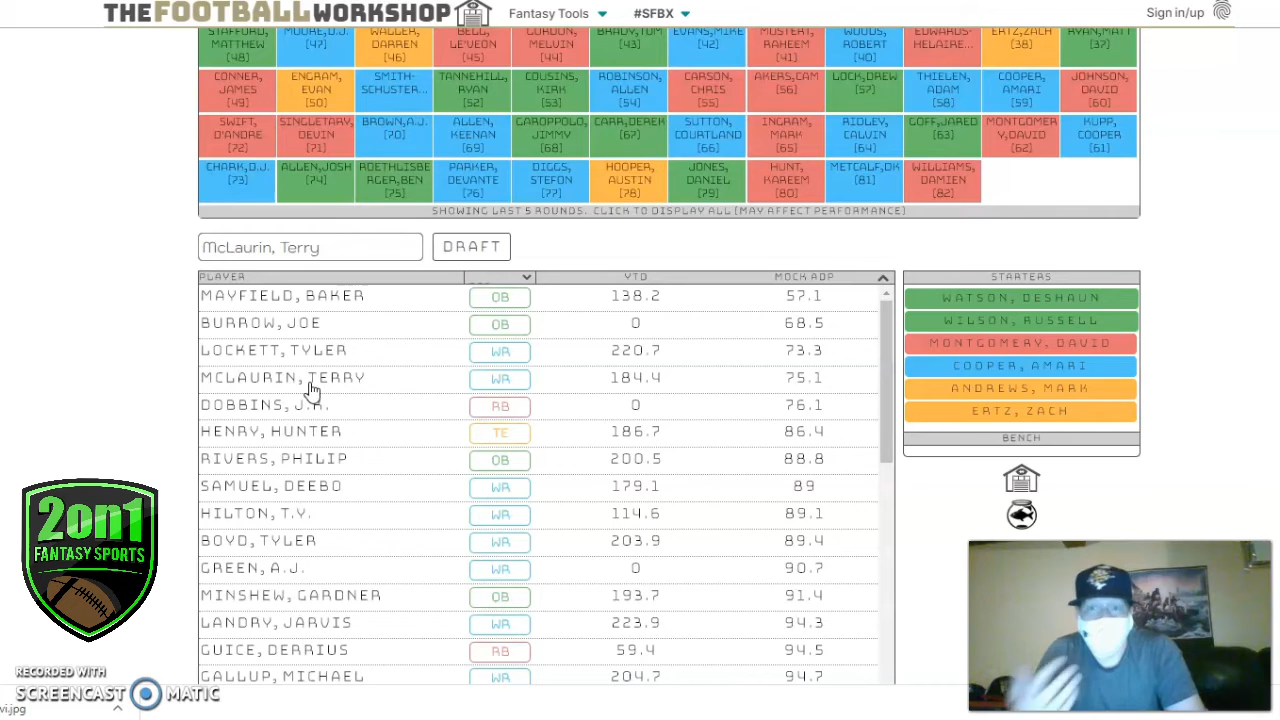 THEFOOTBALLWORKSHOP Fantasy Tools #SFBX Sign in/up
STAFFORD, MATTHEW [48] MOORE,D.J. [47] WALLER, DARREN [46] BELL, LE'VEON [45] GORDON, MELVIN [44] BRADY,TOM [43] EVANS,MIKE [42] MOSTERT, RAHEEM [41] WOODS, ROBERT [40] EDWARDS-HELAIRE... ERTZ,ZACH [38] RYAN,MATT [37]
CONNER, JAMES [49] ENGRAM, EVAN [50] SMITH-SCHUSTER... TANNEHILL, RYAN [52] COUSINS, KIRK [53] ROBINSON, ALLEN [54] CARSON, CHRIS [55] AKERS,CAM [56] LOCK,DREW [57] THIELEN, ADAM [58] COOPER, AMARI [59] JOHNSON, DAVID [60]
SWIFT, D'ANDRE [72] SINGLETARY, DEVIN [71] BROWN,A.J. [70] ALLEN, KEENAN [69] GAROPPOLO, JIMMY [68] CARR,DEREK [67] SUTTON, COURTLAND [66] INGRAM, MARK [65] RIDLEY, CALVIN [64] GOFF,JARED [63] MONTGOMERY,DAVID [62] KUPP, COOPER [61]
CHARK,D.J. [73] ALLEN,JOSH [74] ROETHLISBERGER,BEN [75] PARKER, DEVANTE [76] DIGGS, STEFON [77] HOOPER, AUSTIN [78] JONES, DANIEL [79] HUNT, KAREEM [80] METCALF,DK [81] WILLIAMS, DAMIEN [82]
SHOWING LAST 5 ROUNDS. CLICK TO DISPLAY ALL (MAY AFFECT PERFORMANCE)
McLaurin, Terry DRAFT
PLAYER YTD MOCK ADP
MAYFIELD, BAKER QB 138.2 57.1
BURROW, JOE QB 0 68.5
LOCKETT, TYLER WR 220.7 73.3
MCLAURIN, TERRY WR 184.4 75.1
DOBBINS, J.K. RB 0 76.1
HENRY, HUNTER TE 186.7 86.4
RIVERS, PHILIP QB 200.5 88.8
SAMUEL, DEEBO WR 179.1 89
HILTON, T.Y. WR 114.6 89.1
BOYD, TYLER WR 203.9 89.4
GREEN, A.J. WR 0 90.7
MINSHEW, GARDNER QB 193.7 91.4
LANDRY, JARVIS WR 223.9 94.3
GUICE, DERRIUS RB 59.4 94.5
GALLUP, MICHAEL WR 204.7 94.7
STARTERS
WATSON, DESHAUN
WILSON, RUSSELL
MONTGOMERY, DAVID
COOPER, AMARI
ANDREWS, MARK
ERTZ, ZACH
BENCH
2on1
FANTASY SPORTS
RECORDED WITH
SCREENCAST MATIC
vi.jpg